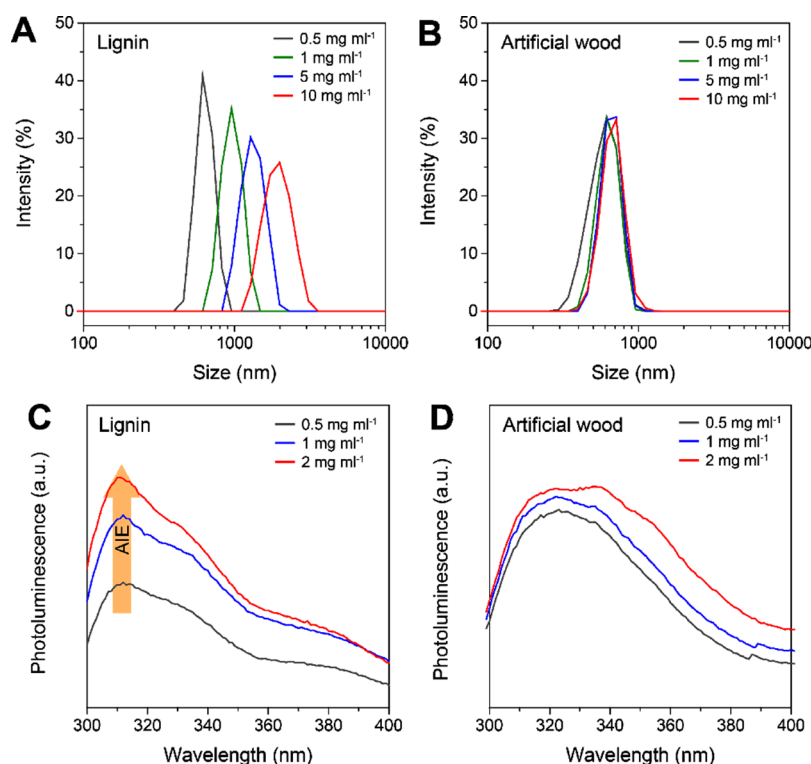 A
Lignin
0.5 mg ml⁻¹
1 mg ml⁻¹
5 mg ml⁻¹
10 mg ml⁻¹
Intensity (%)
50
40
30
20
10
0
100
1000
10000
Size (nm)
B
Artificial wood
0.5 mg ml⁻¹
1 mg ml⁻¹
5 mg ml⁻¹
10 mg ml⁻¹
Intensity (%)
50
40
30
20
10
0
100
1000
10000
Size (nm)
C
Lignin
0.5 mg ml⁻¹
1 mg ml⁻¹
2 mg ml⁻¹
AIE
Photoluminescence (a.u.)
300
320
340
360
380
400
Wavelength (nm)
D
Artificial wood
0.5 mg ml⁻¹
1 mg ml⁻¹
2 mg ml⁻¹
Photoluminescence (a.u.)
300
320
340
360
380
400
Wavelength (nm)